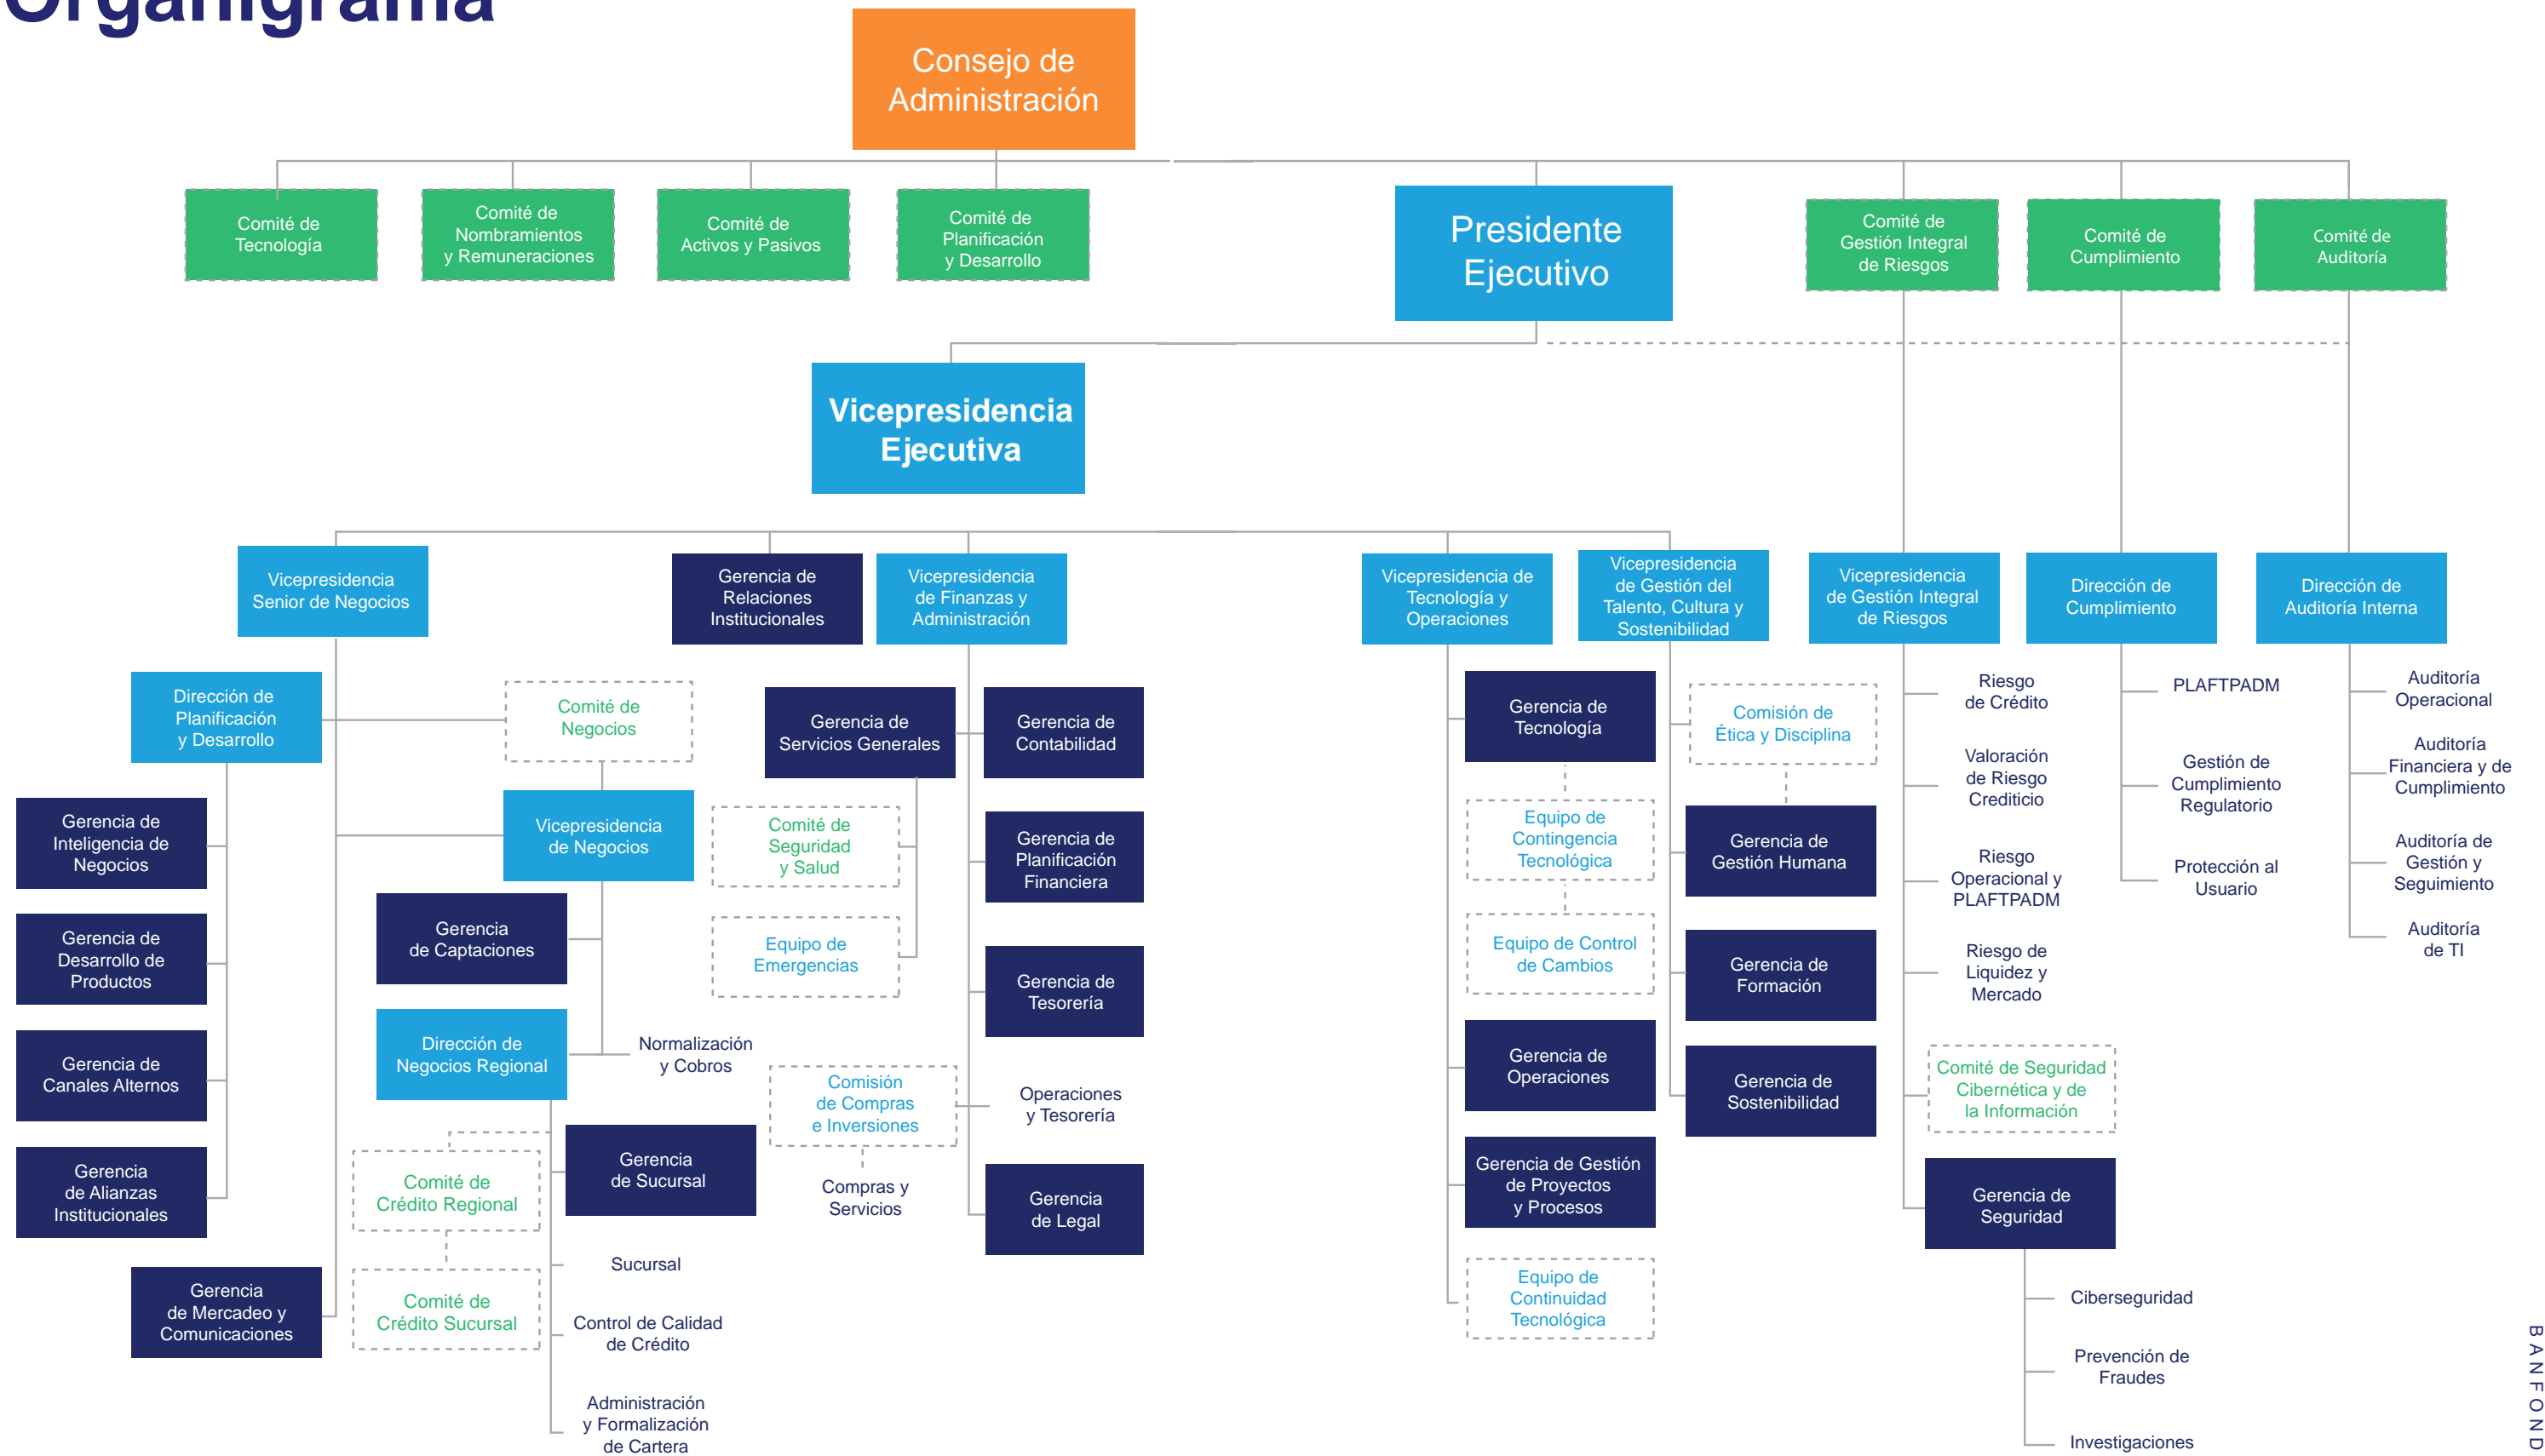 Organigrama
Consejo de
Administración
Comité de
Tecnología
Comité de
Nombramientos
y Remuneraciones
Comité de
Activos y Pasivos
Comité de
Planificación
y Desarrollo
Presidente
Ejecutivo
Comité de
Gestión Integral
de Riesgos
Comité de
Cumplimiento
Comité de
Auditoría
Vicepresidencia
Ejecutiva
Vicepresidencia
Senior de Negocios
Gerencia de
Relaciones
Institucionales
Vicepresidencia
de Finanzas y
Administración
Vicepresidencia de
Tecnología y
Operaciones
Vicepresidencia
de Gestión del
Talento, Cultura y
Sostenibilidad
Vicepresidencia
de Gestión Integral
de Riesgos
Dirección de
Cumplimiento
Dirección de
Auditoría Interna
Dirección de
Planificación
y Desarrollo
Gerencia de
Inteligencia de
Negocios
Gerencia de
Desarrollo de
Productos
Gerencia de
Canales Alternos
Gerencia
de Alianzas
Institucionales
Gerencia
de Mercadeo y
Comunicaciones
Comité de
Negocios
Vicepresidencia
de Negocios
Gerencia
de Captaciones
Dirección de
Negocios Regional
Normalización
y Cobros
Comité de
Crédito Regional
Comité de
Crédito Sucursal
Gerencia
de Sucursal
Sucursal
Control de Calidad
de Crédito
Administración
y Formalización
de Cartera
Gerencia de
Servicios Generales
Comité de
Seguridad
y Salud
Equipo de
Emergencias
Comisión
de Compras
e Inversiones
Compras y
Servicios
Gerencia de
Contabilidad
Gerencia de
Planificación
Financiera
Gerencia de
Tesorería
Operaciones
y Tesorería
Gerencia
de Legal
Gerencia de
Tecnología
Equipo de
Contingencia
Tecnológica
Equipo de Control
de Cambios
Gerencia de
Operaciones
Gerencia de Gestión
de Proyectos
y Procesos
Equipo de
Continuidad
Tecnológica
Comisión de
Ética y Disciplina
Gerencia de
Gestión Humana
Gerencia de
Formación
Gerencia de
Sostenibilidad
Riesgo
de Crédito
Valoración
de Riesgo
Crediticio
Riesgo
Operacional y
PLAFTPADM
Riesgo de
Liquidez y
Mercado
Comité de Seguridad
Cibernética y de
la Información
Gerencia de
Seguridad
Ciberseguridad
Prevención de
Fraudes
Investigaciones
PLAFTPADM
Gestión de
Cumplimiento
Regulatorio
Protección al
Usuario
Auditoría
Operacional
Auditoría
Financiera y de
Cumplimiento
Auditoría de
Gestión y
Seguimiento
Auditoría
de TI
BANFOND